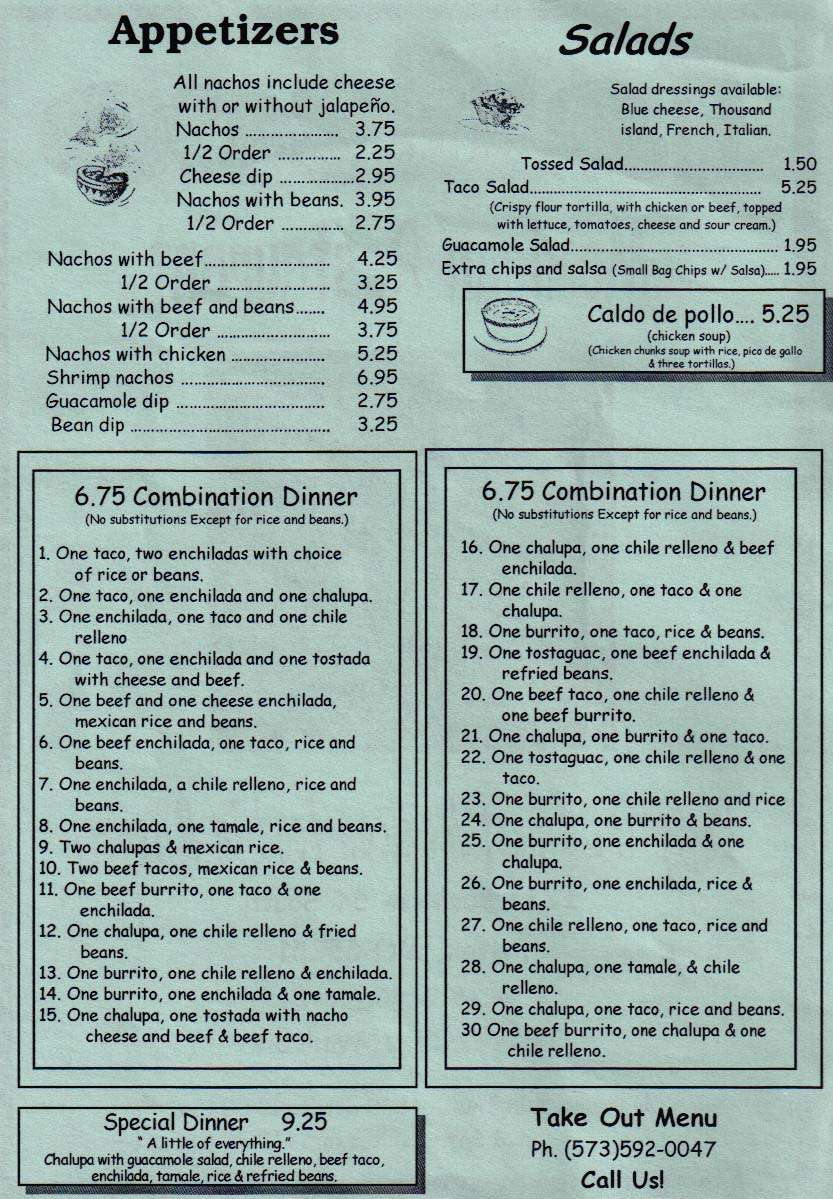 Appetizers
All nachos include cheese
with or without jalapeño.
Nachos ...................... 3.75
1/2 Order ............... 2.25
Cheese dip ..................2.95
Nachos with beans. 3.95
1/2 Order ............... 2.75
Nachos with beef.............................. 4.25
1/2 Order ........................... 3.25
Nachos with beef and beans....... 4.95
1/2 Order ........................... 3.75
Nachos with chicken ...................... 5.25
Shrimp nachos .................................. 6.95
Guacamole dip ................................... 2.75
Bean dip ............................................... 3.25
Salads
Salad dressings available:
Blue cheese, Thousand
island, French, Italian.
Tossed Salad................................. 1.50
Taco Salad....................................................... 5.25
(Crispy flour tortilla, with chicken or beef, topped
with lettuce, tomatoes, cheese and sour cream.)
Guacamole Salad................................................. 1.95
Extra chips and salsa (Small Bag Chips w/ Salsa)..... 1.95
Caldo de pollo.... 5.25
(chicken soup)
(Chicken chunks soup with rice, pico de gallo
& three tortillas.)
6.75 Combination Dinner
(No substitutions Except for rice and beans.)
1. One taco, two enchiladas with choice
of rice or beans.
2. One taco, one enchilada and one chalupa.
3. One enchilada, one taco and one chile
relleno
4. One taco, one enchilada and one tostada
with cheese and beef.
5. One beef and one cheese enchilada,
mexican rice and beans.
6. One beef enchilada, one taco, rice and
beans.
7. One enchilada, a chile relleno, rice and
beans.
8. One enchilada, one tamale, rice and beans.
9. Two chalupas & mexican rice.
10. Two beef tacos, mexican rice & beans.
11. One beef burrito, one taco & one
enchilada.
12. One chalupa, one chile relleno & fried
beans.
13. One burrito, one chile relleno & enchilada.
14. One burrito, one enchilada & one tamale.
15. One chalupa, one tostada with nacho
cheese and beef & beef taco.
6.75 Combination Dinner
(No substitutions Except for rice and beans.)
16. One chalupa, one chile relleno & beef
enchilada.
17. One chile relleno, one taco & one
chalupa.
18. One burrito, one taco, rice & beans.
19. One tostaguac, one beef enchilada &
refried beans.
20. One beef taco, one chile relleno &
one beef burrito.
21. One chalupa, one burrito & one taco.
22. One tostaguac, one chile relleno & one
taco.
23. One burrito, one chile relleno and rice
24. One chalupa, one burrito & beans.
25. One burrito, one enchilada & one
chalupa.
26. One burrito, one enchilada, rice &
beans.
27. One chile relleno, one taco, rice and
beans.
28. One chalupa, one tamale, & chile
relleno.
29. One chalupa, one taco, rice and beans.
30 One beef burrito, one chalupa & one
chile relleno.
Special Dinner 9.25
" A little of everything."
Chalupa with guacamole salad, chile relleno, beef taco,
enchilada, tamale, rice & refried beans.
Take Out Menu
Ph. (573)592-0047
Call Us!